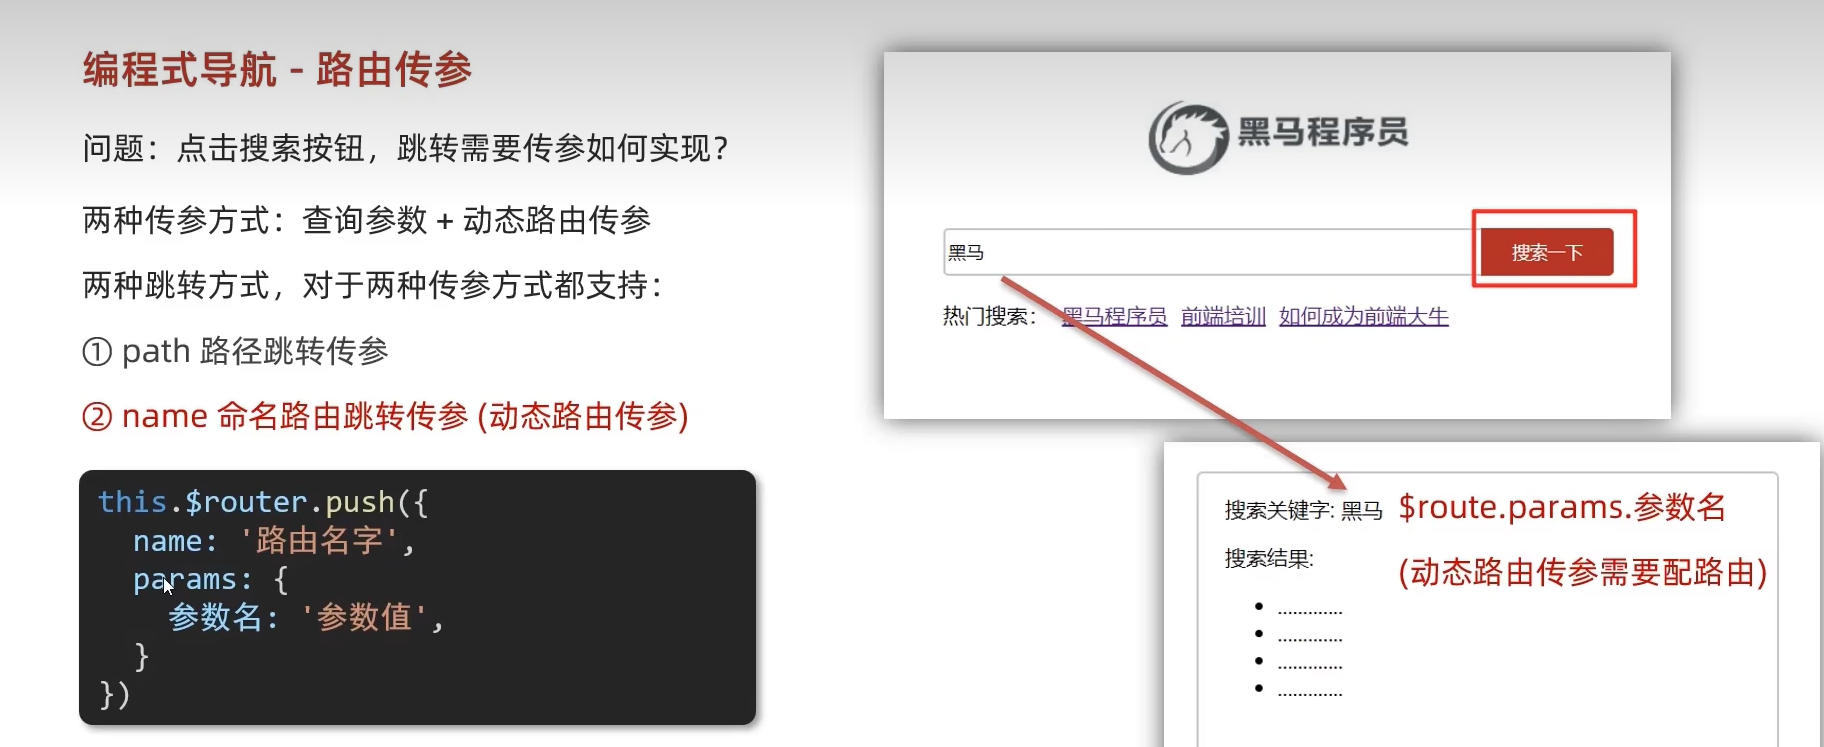 编程式导航 - 路由传参
问题：点击搜索按钮，跳转需要传参如何实现？
两种传参方式：查询参数 + 动态路由传参
两种跳转方式，对于两种传参方式都支持：
① path 路径跳转传参
② name 命名路由跳转传参 (动态路由传参)
this.$router.push({
name: '路由名字',
params: {
参数名: '参数值',
}
})
黑马程序员
黑马
搜索一下
热门搜索： 黑马程序员 前端培训 如何成为前端大牛
搜索关键字: 黑马 $route.params.参数名
搜索结果:
(动态路由传参需要配路由)
.............
.............
.............
.............